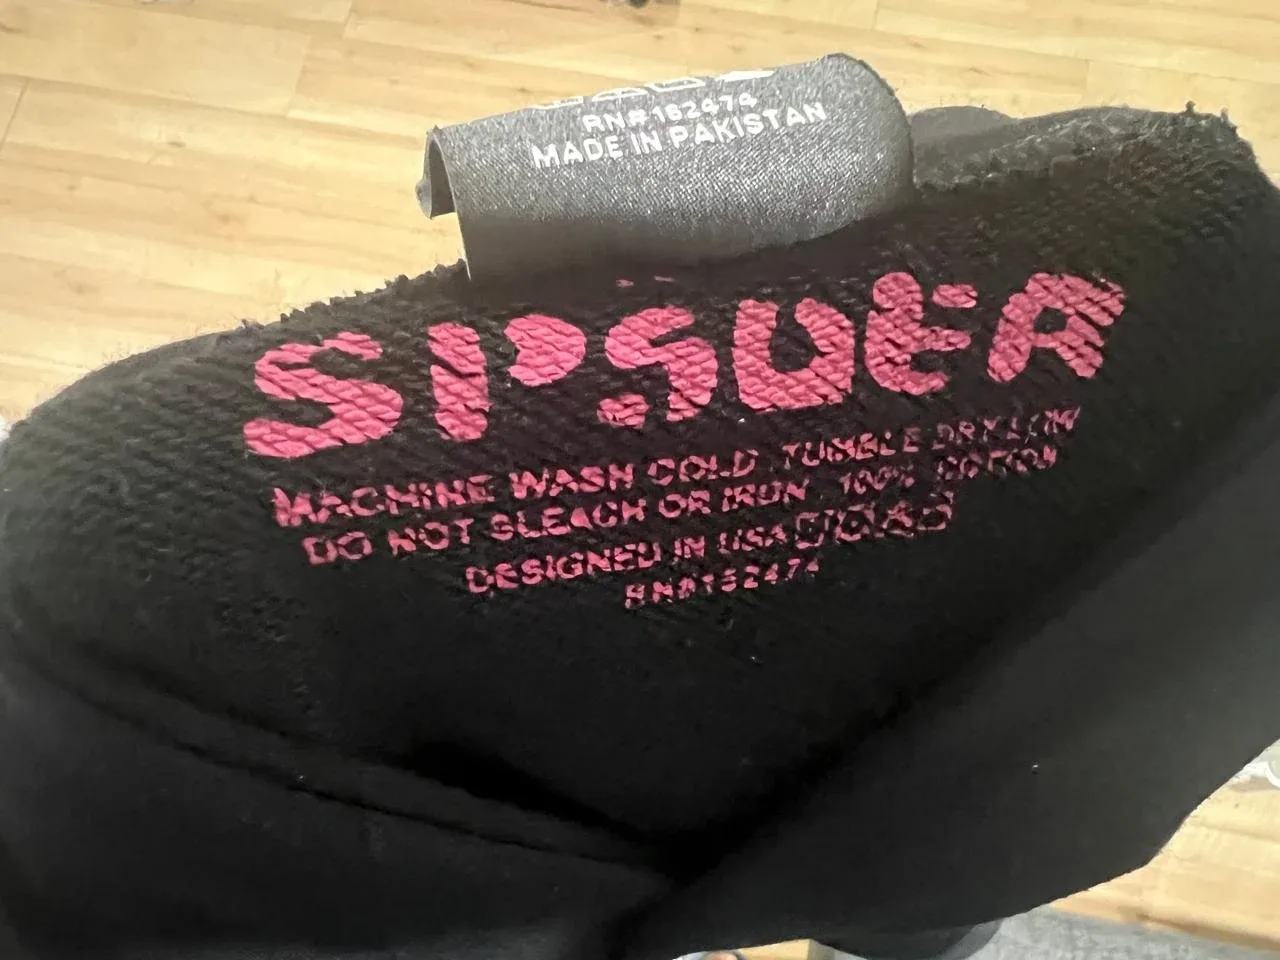 RN#162474
MADE IN PAKISTAN
SIPSUEA
MACHINE WASH COLD TUMBLE DRY LOW
DO NOT BLEACH OR IRON 100% COTTON
DESIGNED IN USA
RN#162474